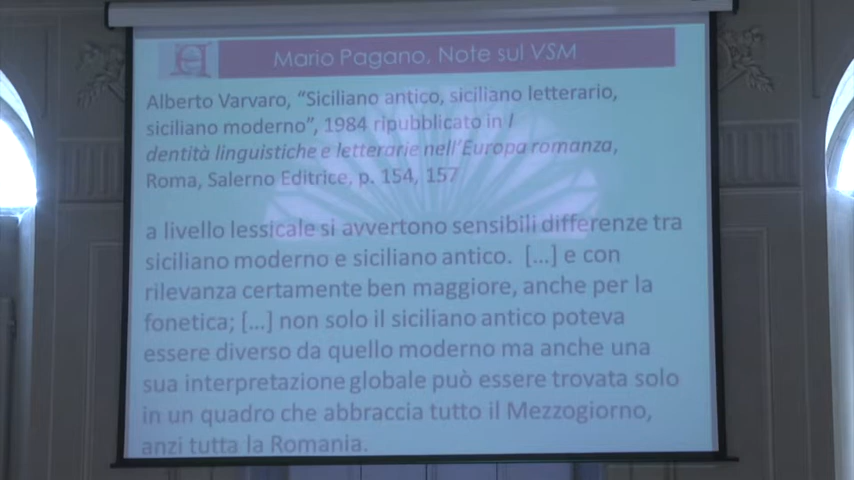 Mario Pagano, Note sul VSM
Alberto Varvaro, “Siciliano antico, siciliano letterario,
siciliano moderno”, 1984 ripubblicato in I
dentità linguistiche e letterarie nell’Europa romanza,
Roma, Salerno Editrice, p. 154, 157
a livello lessicale si avvertono sensibili differenze tra
siciliano moderno e siciliano antico. [...] e con
rilevanza certamente ben maggiore, anche per la
fonetica; [...] non solo il siciliano antico poteva
essere diverso da quello moderno ma anche una
sua interpretazione globale può essere trovata solo
in un quadro che abbraccia tutto il Mezzogiorno,
anzi tutta la Romania.